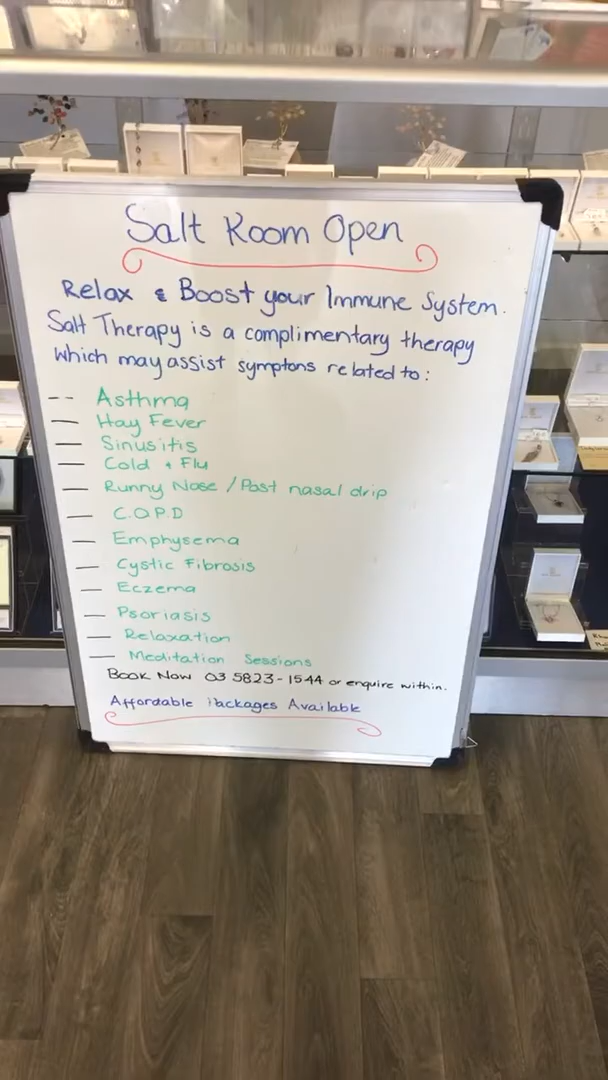 Salt Room Open
Relax & Boost your Immune System.
Salt Therapy is a complimentary therapy
which may assist symptons related to:
-- Asthma
— Hay Fever
— Sinusitis
— Cold + Flu
— Runny Nose / Post nasal drip
— C.O.P.D
— Emphysema
— Cystic Fibrosis
— Eczema
— Psoriasis
— Relaxation
— Meditation Sessions
Book Now 03 5823-1544 or enquire within.
Affordable Packages Available